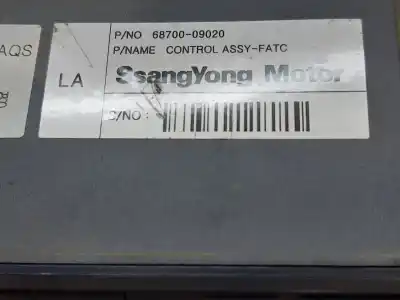 AQS
P/NO 68700-09020
P/NAME CONTROL ASSY-FATC
LA
SsangYong Motor
S/NO :